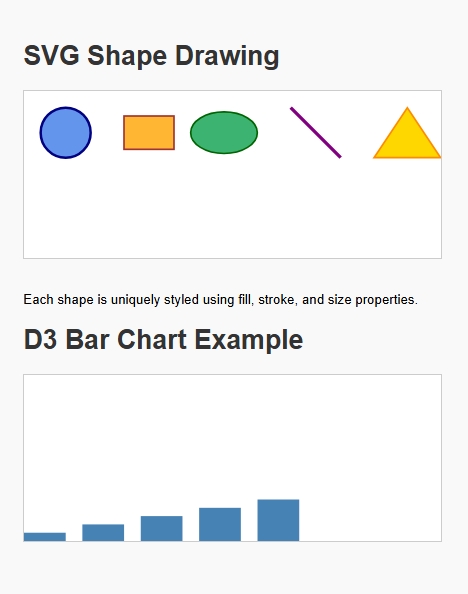 SVG Shape Drawing
Each shape is uniquely styled using fill, stroke, and size properties.
D3 Bar Chart Example